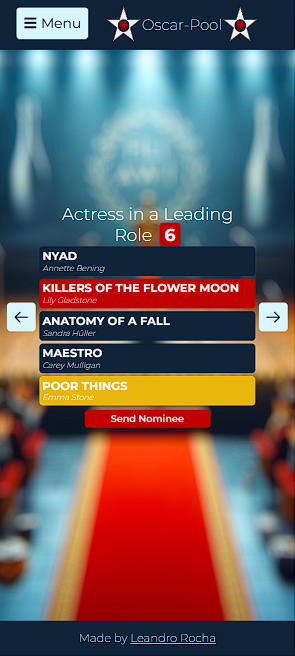 ☰ Menu
Oscar-Pool
Actress in a Leading
Role 6
NYAD
Annette Bening
KILLERS OF THE FLOWER MOON
Lily Gladstone
ANATOMY OF A FALL
Sandra Hüller
MAESTRO
Carey Mulligan
POOR THINGS
Emma Stone
Send Nominee
Made by Leandro Rocha